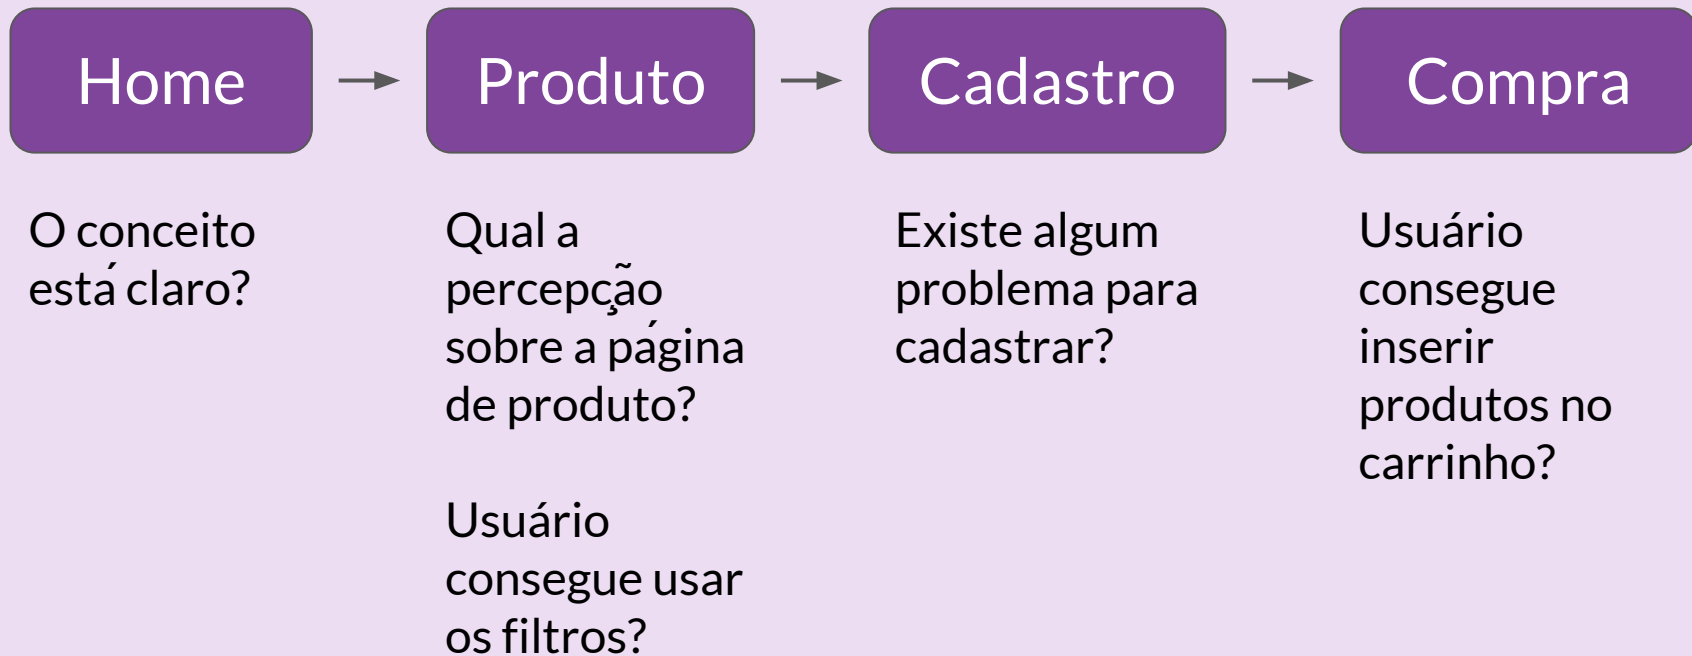 Home
Produto
Cadastro
Compra
O conceito
está claro?
Qual a
percepção
sobre a página
de produto?
Usuário
consegue usar
os filtros?
Existe algum
problema para
cadastrar?
Usuário
consegue
inserir
produtos no
carrinho?